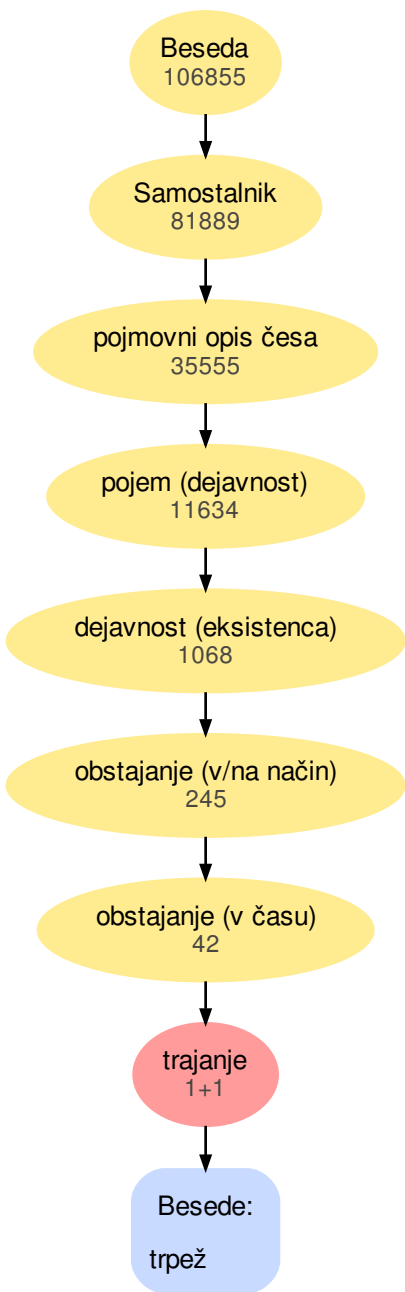 Beseda
106855
Samostalnik
81889
pojmovni opis česa
35555
pojem (dejavnost)
11634
dejavnost (eksistenca)
1068
obstajanje (v/na način)
245
obstajanje (v času)
42
trajanje
1+1
Besede:
trpež